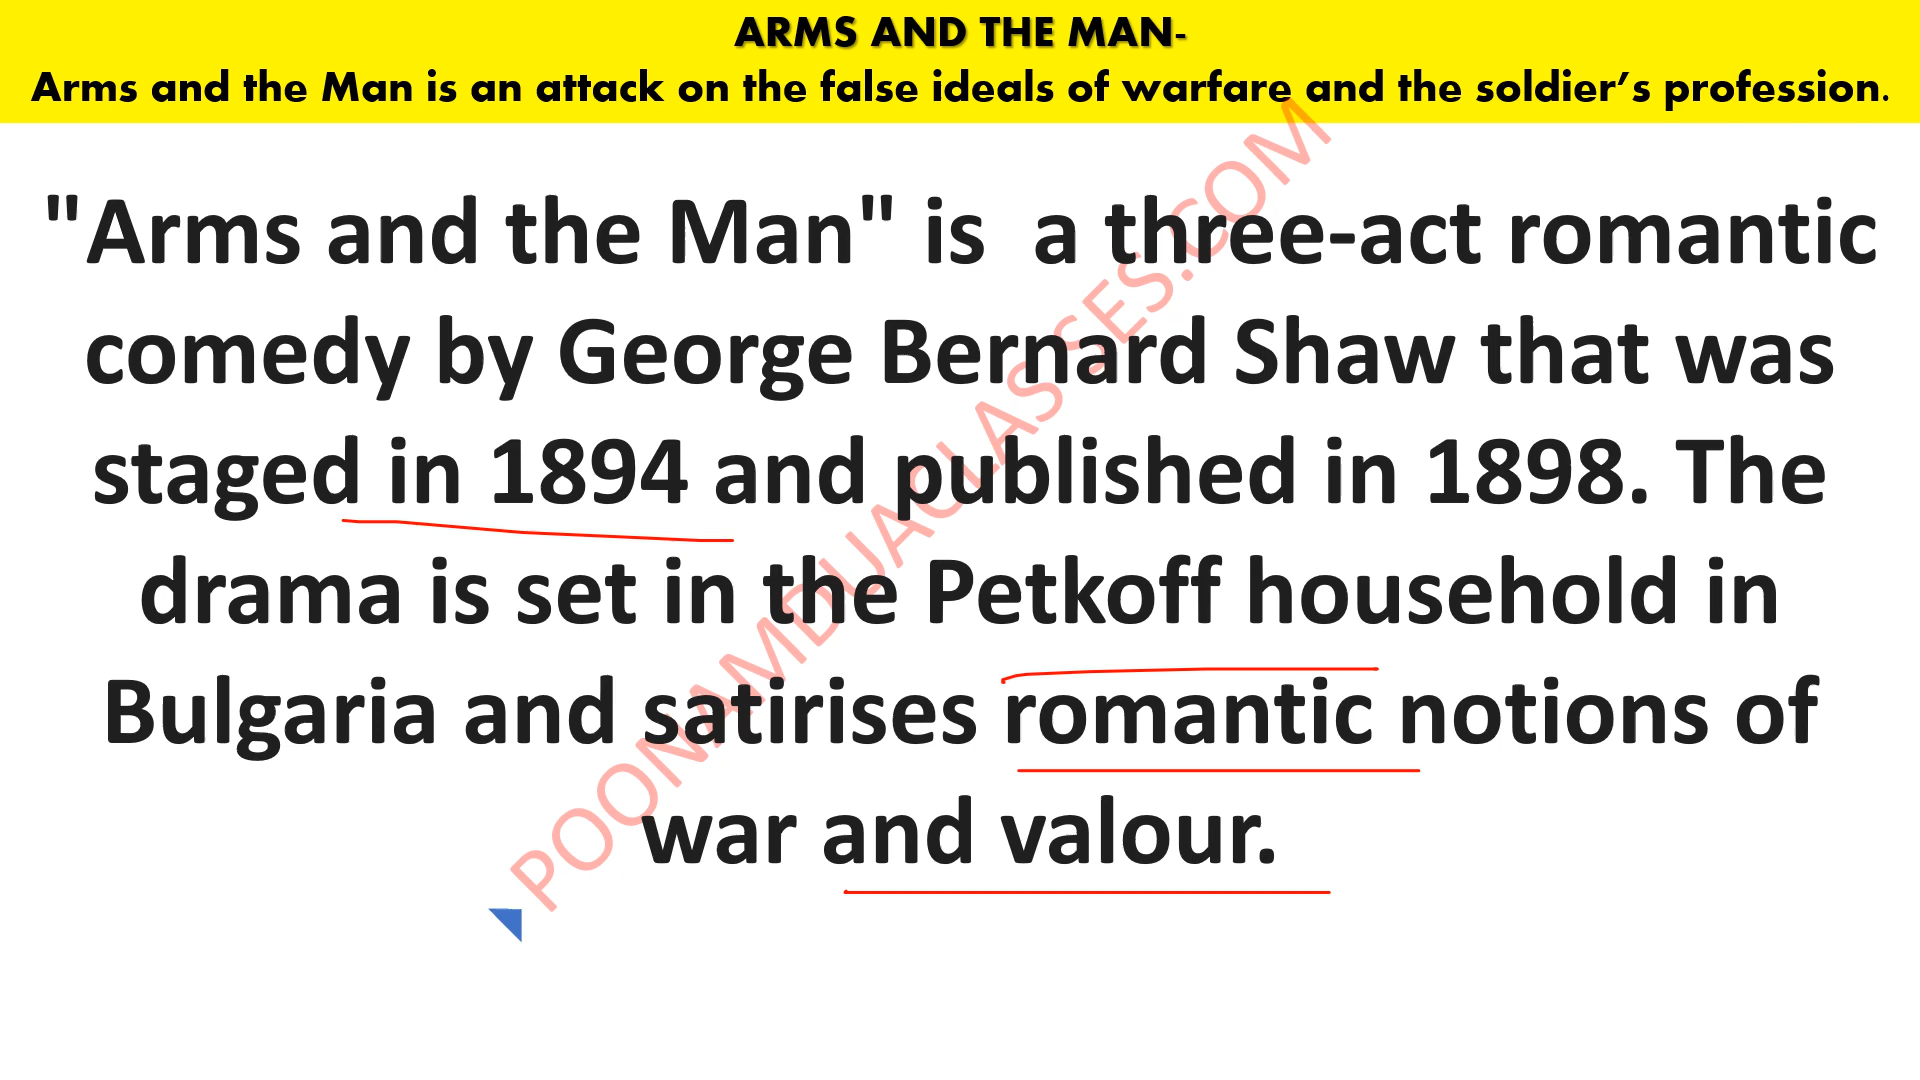 ARMS AND THE MAN-
Arms and the Man is an attack on the false ideals of warfare and the soldier’s profession.
"Arms and the Man" is  a three-act romantic
comedy by George Bernard Shaw that was
staged in 1894 and published in 1898. The
drama is set in the Petkoff household in
Bulgaria and satirises romantic notions of
war and valour.
POONAMDUACLASSES.COM